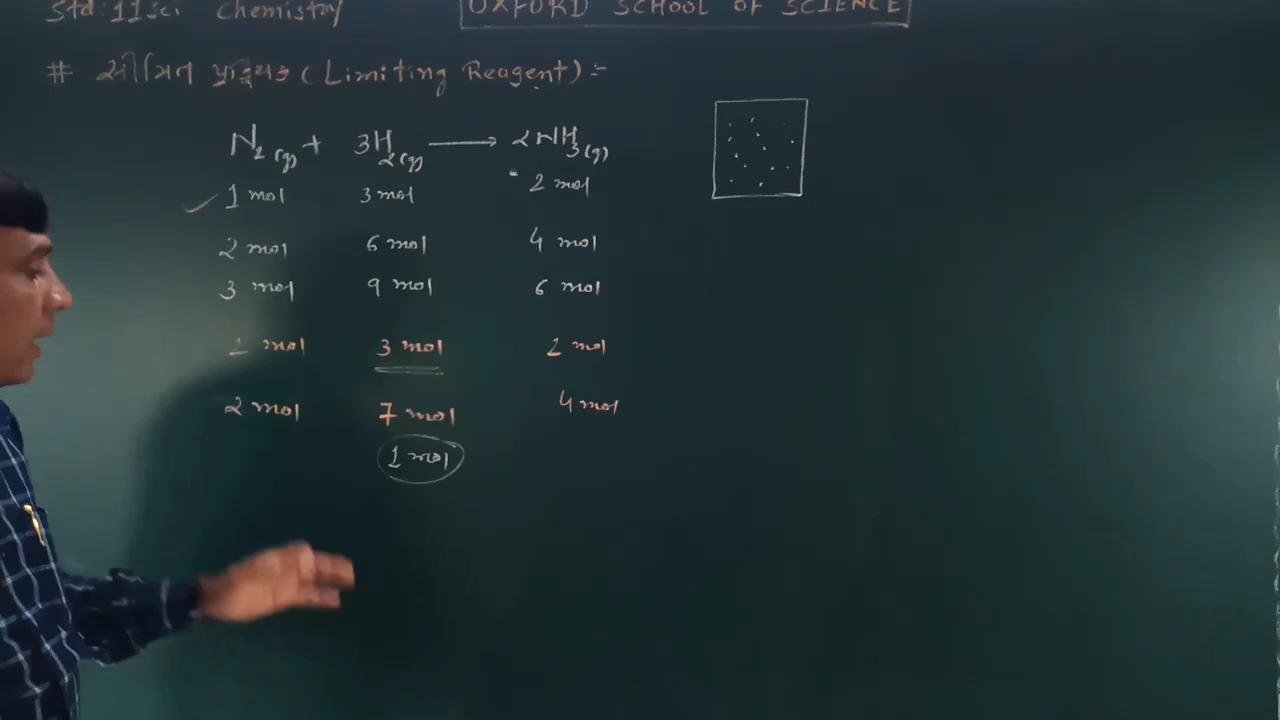 Std: 11 Sci Chemistry OXFORD SCHOOL OF SCIENCE
# સીમિત પ્રક્રિયક (Limiting Reagent) :-
N2(g) + 3H2(g) ⟶ 2NH3(g)
1 mol 3 mol 2 mol
2 mol 6 mol 4 mol
3 mol 9 mol 6 mol
1 mol 3 mol 2 mol
2 mol 7 mol 4 mol
1 mol